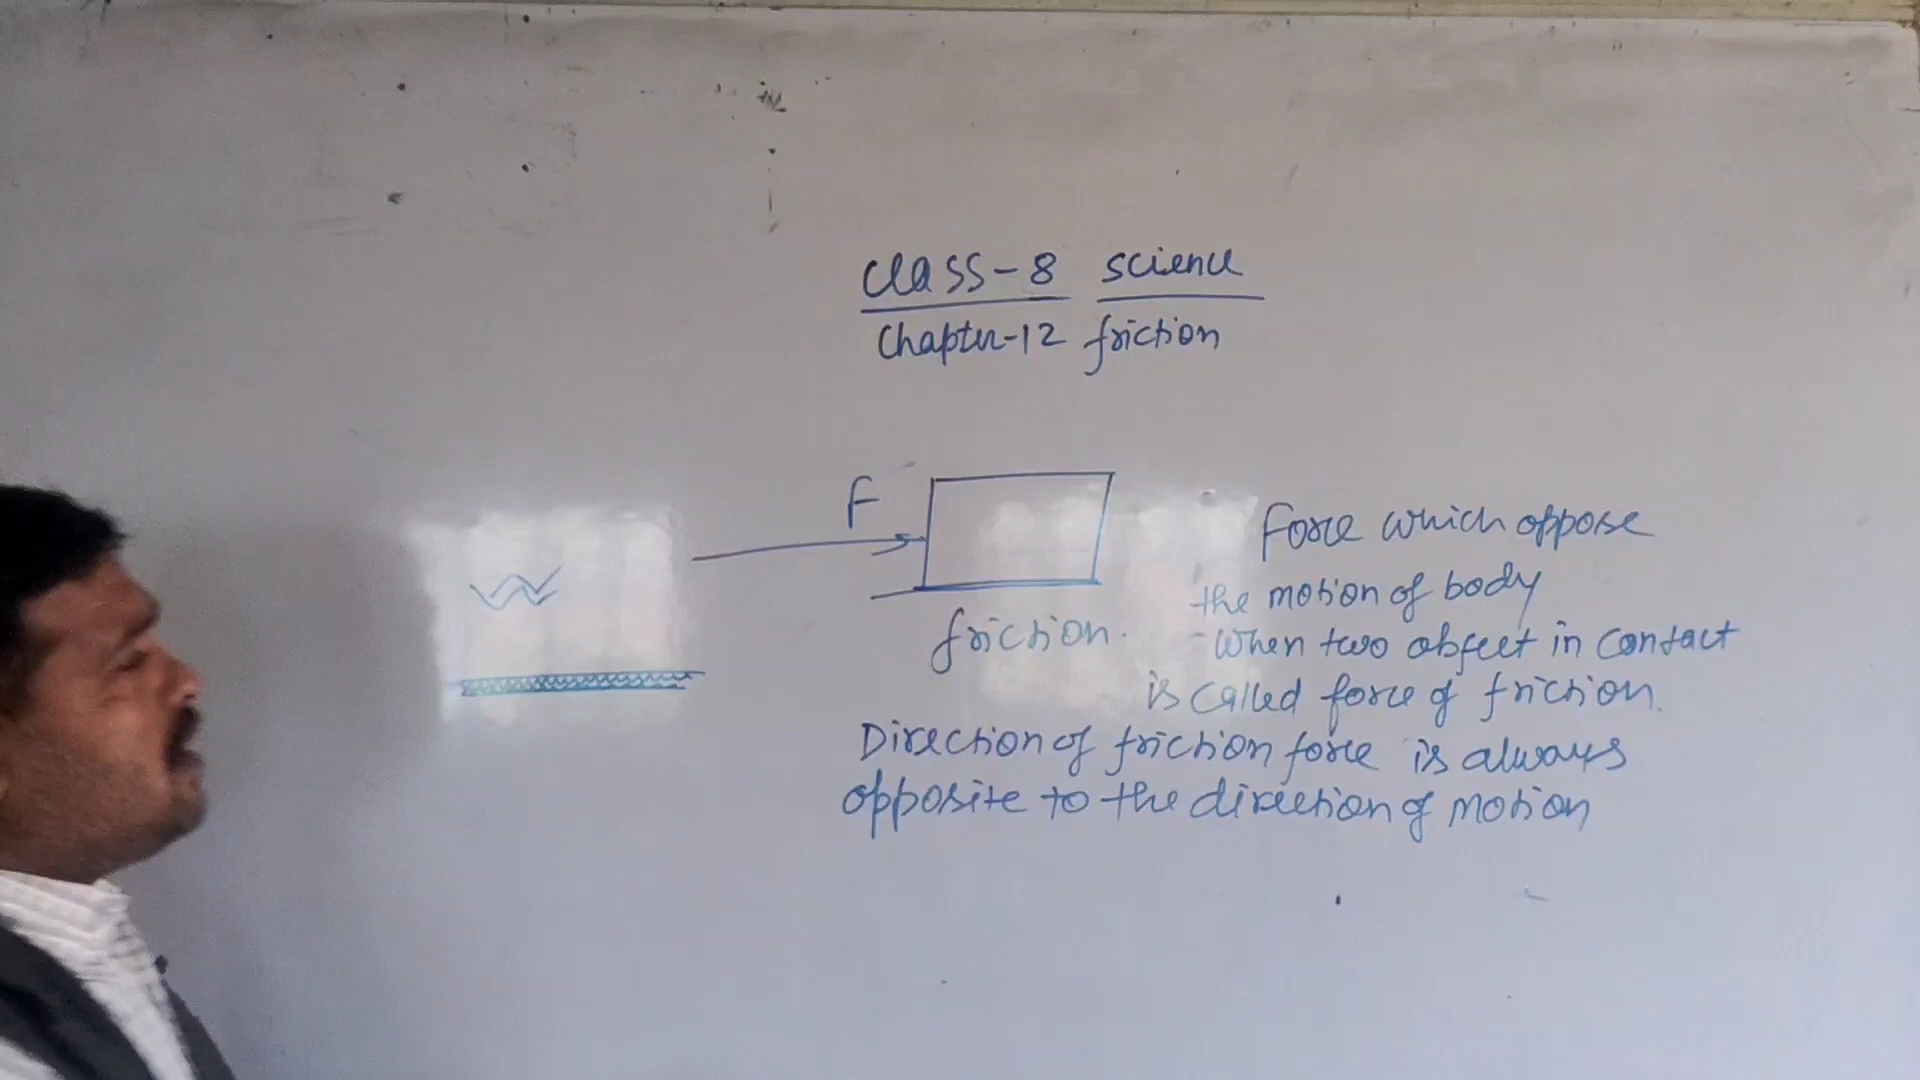 Class-8 science
Chapter-12 friction
F
Force which oppose
the motion of body
- When two object in contact
friction.
is called force of friction.
Direction of friction force is always
opposite to the direction of motion